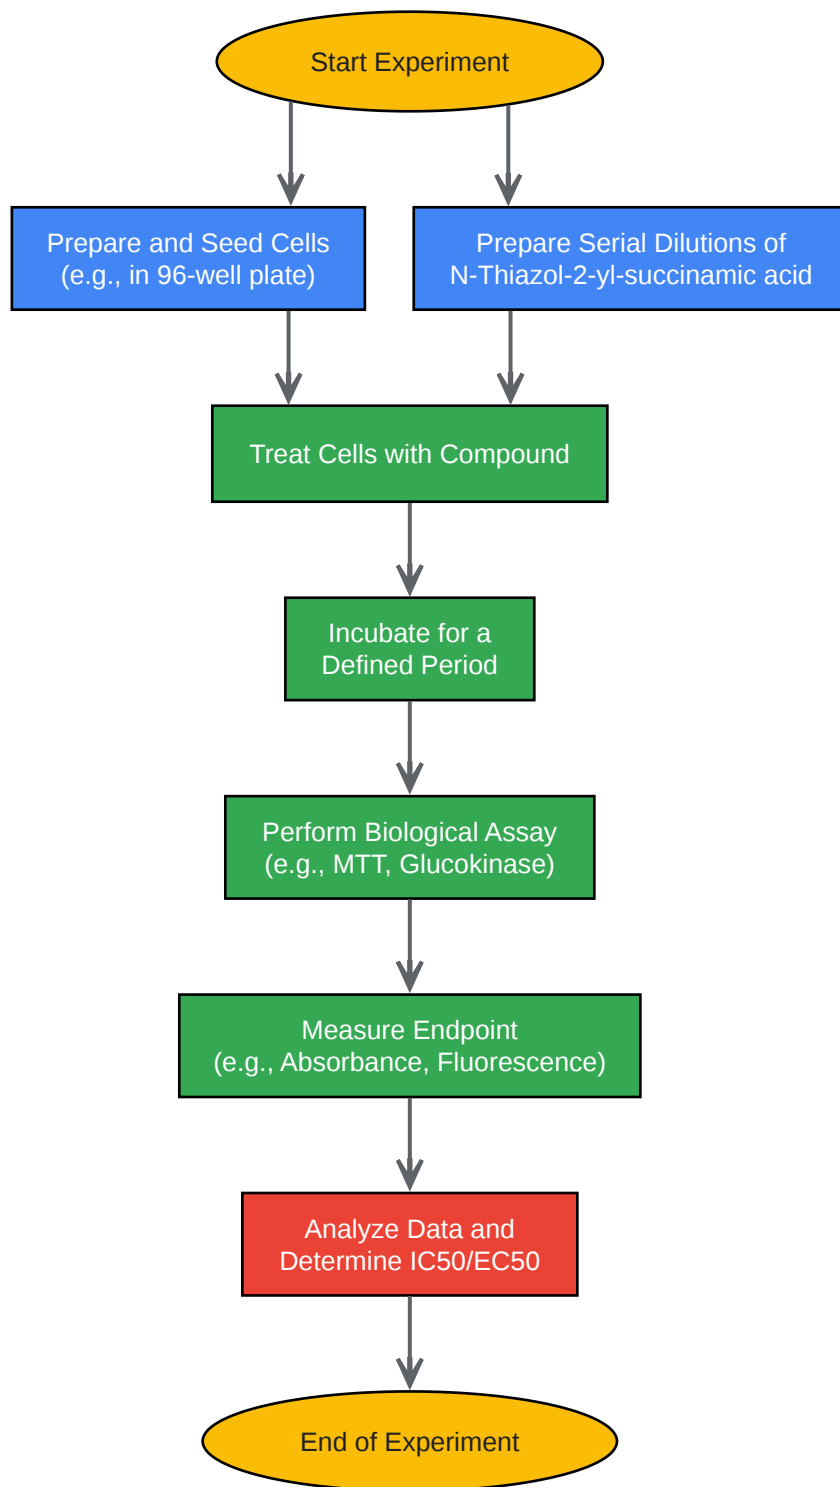 Start Experiment
Prepare and Seed Cells
(e.g., in 96-well plate)
Prepare Serial Dilutions of
N-Thiazol-2-yl-succinamic acid
Treat Cells with Compound
Incubate for a
Defined Period
Perform Biological Assay
(e.g., MTT, Glucokinase)
Measure Endpoint
(e.g., Absorbance, Fluorescence)
Analyze Data and
Determine IC50/EC50
End of Experiment